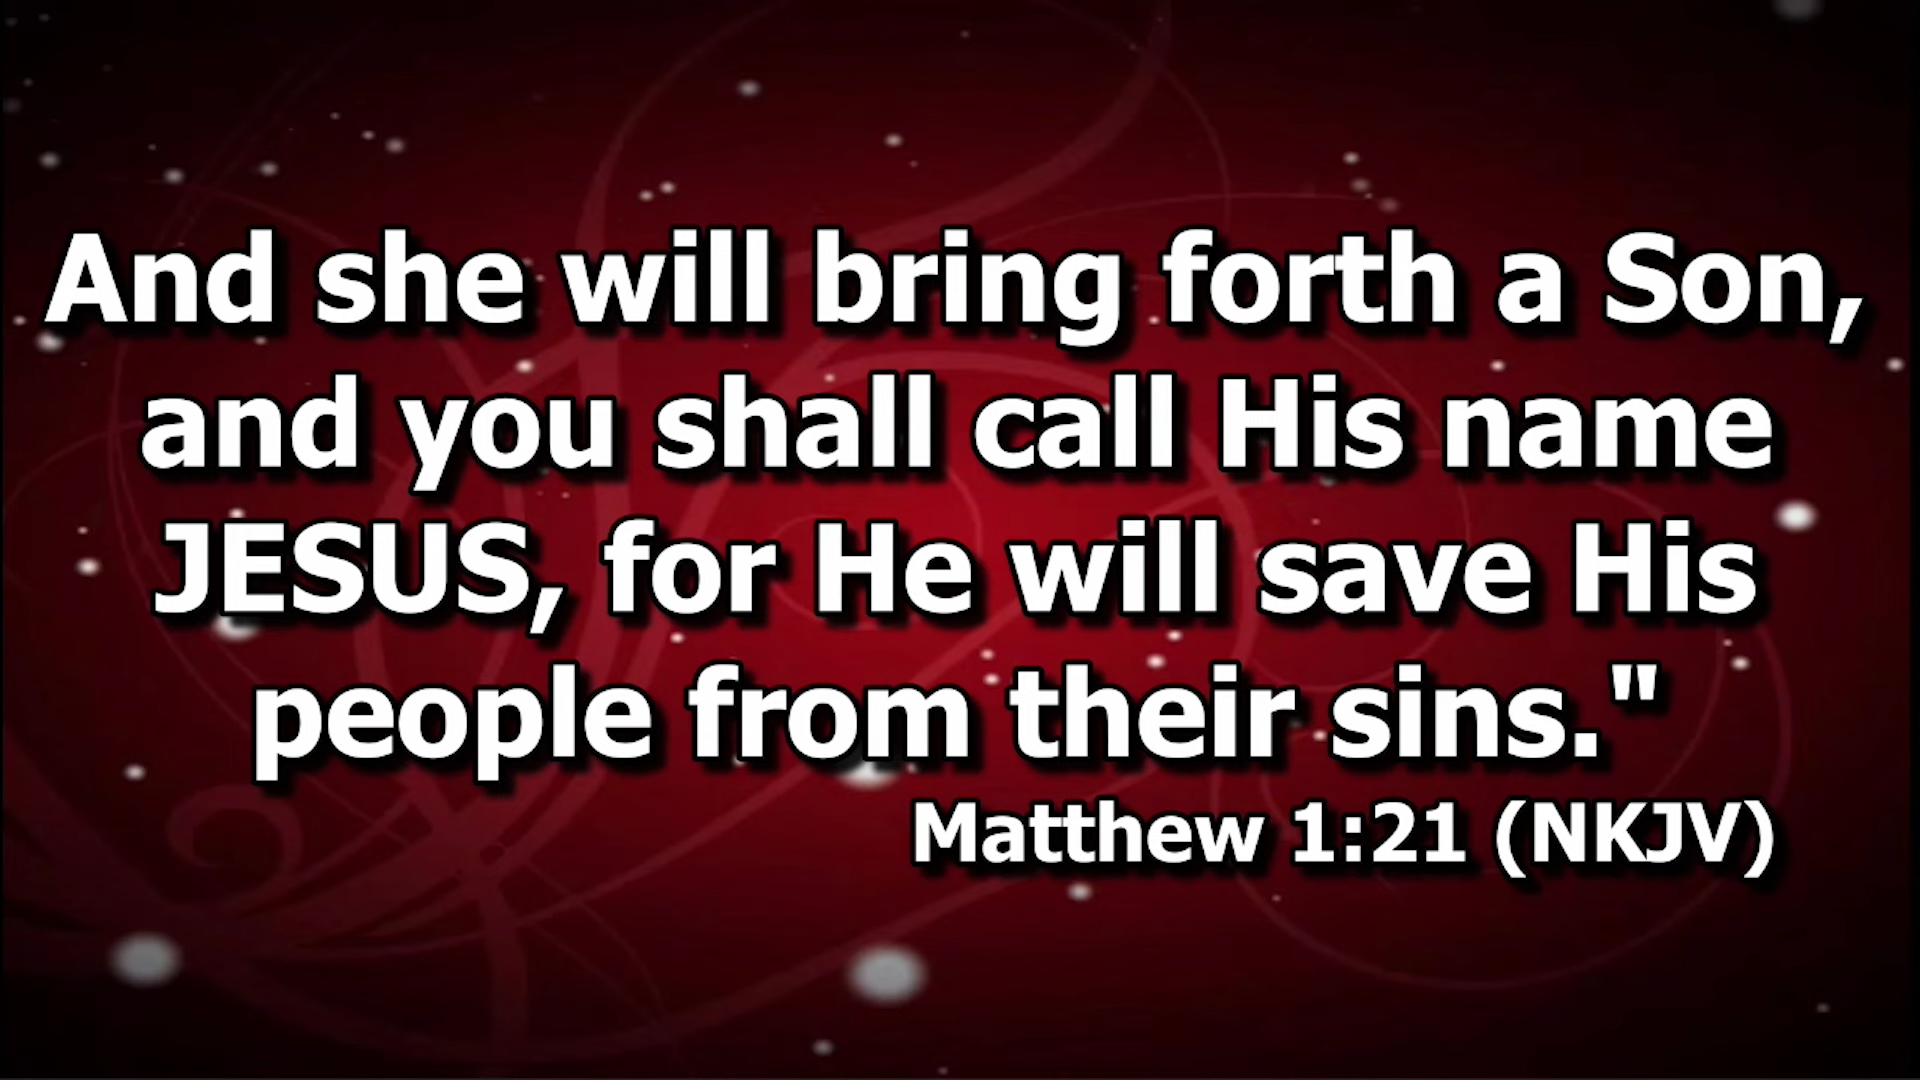 And she will bring forth a Son,
and you shall call His name
JESUS, for He will save His
people from their sins."
Matthew 1:21 (NKJV)